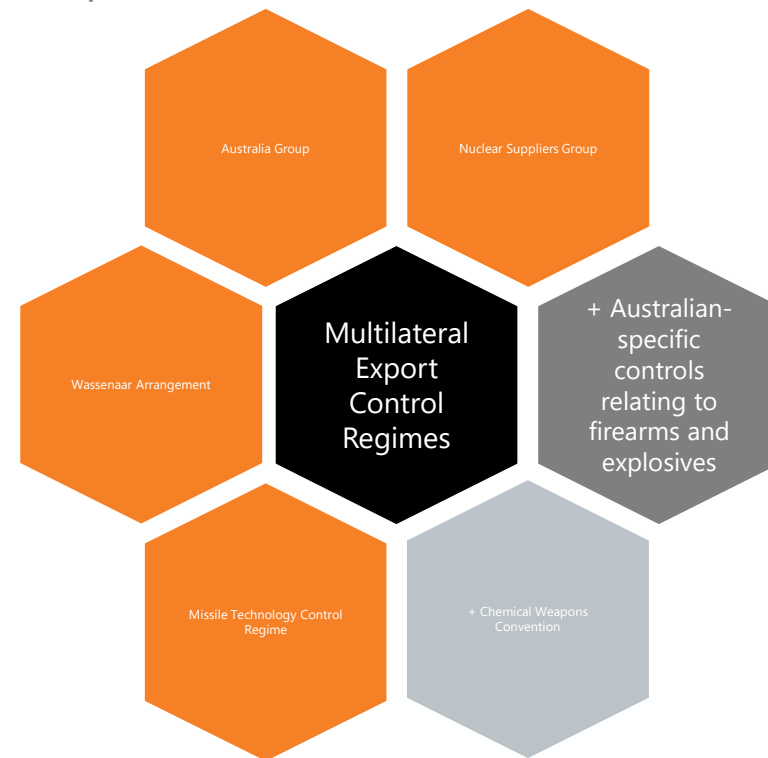 Australia Group
Nuclear Suppliers Group
Wassenaar Arrangement
Multilateral
Export
Control
Regimes
+ Australian-
specific
controls
relating to
firearms and
explosives
Missile Technology Control
Regime
+ Chemical Weapons
Convention